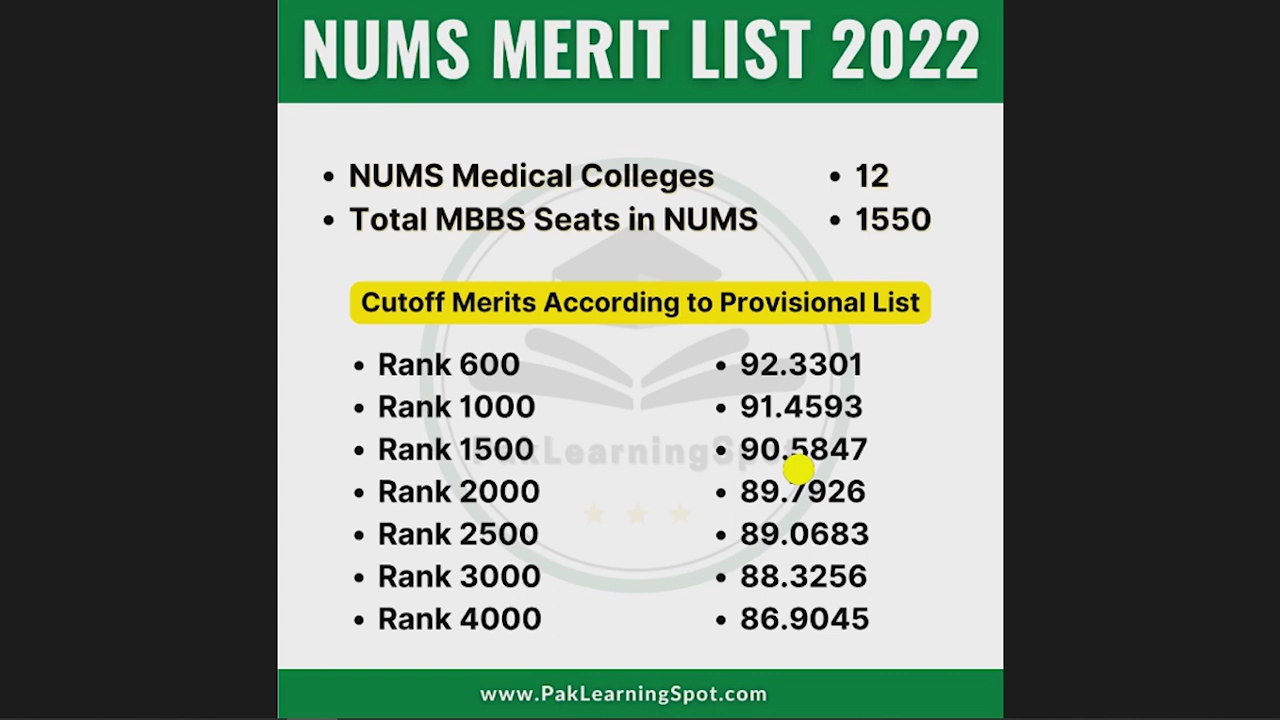 NUMS MERIT LIST 2022
• NUMS Medical Colleges • 12
• Total MBBS Seats in NUMS • 1550
Cutoff Merits According to Provisional List
• Rank 600 • 92.3301
• Rank 1000 • 91.4593
• Rank 1500 • 90.5847
• Rank 2000 • 89.7926
• Rank 2500 • 89.0683
• Rank 3000 • 88.3256
• Rank 4000 • 86.9045
PakLearningSpot
www.PakLearningSpot.com